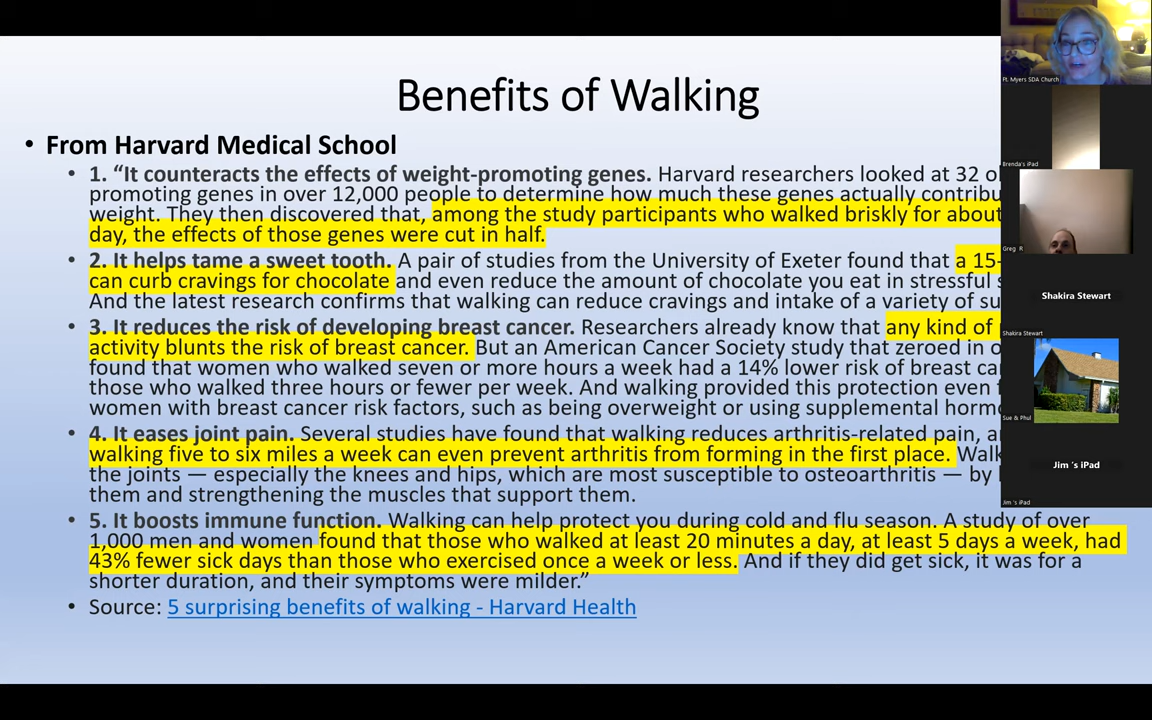 Benefits of Walking
• From Harvard Medical School
• 1. “It counteracts the effects of weight-promoting genes. Harvard researchers looked at 32
promoting genes in over 12,000 people to determine how much these genes actually
weight. They then discovered that, among the study participants who walked briskly for about
day, the effects of those genes were cut in half.
• 2. It helps tame a sweet tooth. A pair of studies from the University of Exeter found that a 15-
can curb cravings for chocolate and even reduce the amount of chocolate you eat in stressful
And the latest research confirms that walking can reduce cravings and intake of a variety of
• 3. It reduces the risk of developing breast cancer. Researchers already know that any kind of
activity blunts the risk of breast cancer. But an American Cancer Society study that zeroed in
found that women who walked seven or more hours a week had a 14% lower risk of breast
those who walked three hours or fewer per week. And walking provided this protection even
women with breast cancer risk factors, such as being overweight or using supplemental
• 4. It eases joint pain. Several studies have found that walking reduces arthritis-related pain,
walking five to six miles a week can even prevent arthritis from forming in the first place.
the joints — especially the knees and hips, which are most susceptible to osteoarthritis — by
them and strengthening the muscles that support them.
• 5. It boosts immune function. Walking can help protect you during cold and flu season. A study of over
1,000 men and women found that those who walked at least 20 minutes a day, at least 5 days a week, had
43% fewer sick days than those who exercised once a week or less. And if they did get sick, it was for a
shorter duration, and their symptoms were milder.”
• Source: 5 surprising benefits of walking - Harvard Health
Ft. Myers SDA Church
Brenda's iPad
Greg R
Shakira Stewart
Shakira Stewart
Sue & Phul
Jim 's iPad
Jim 's iPad